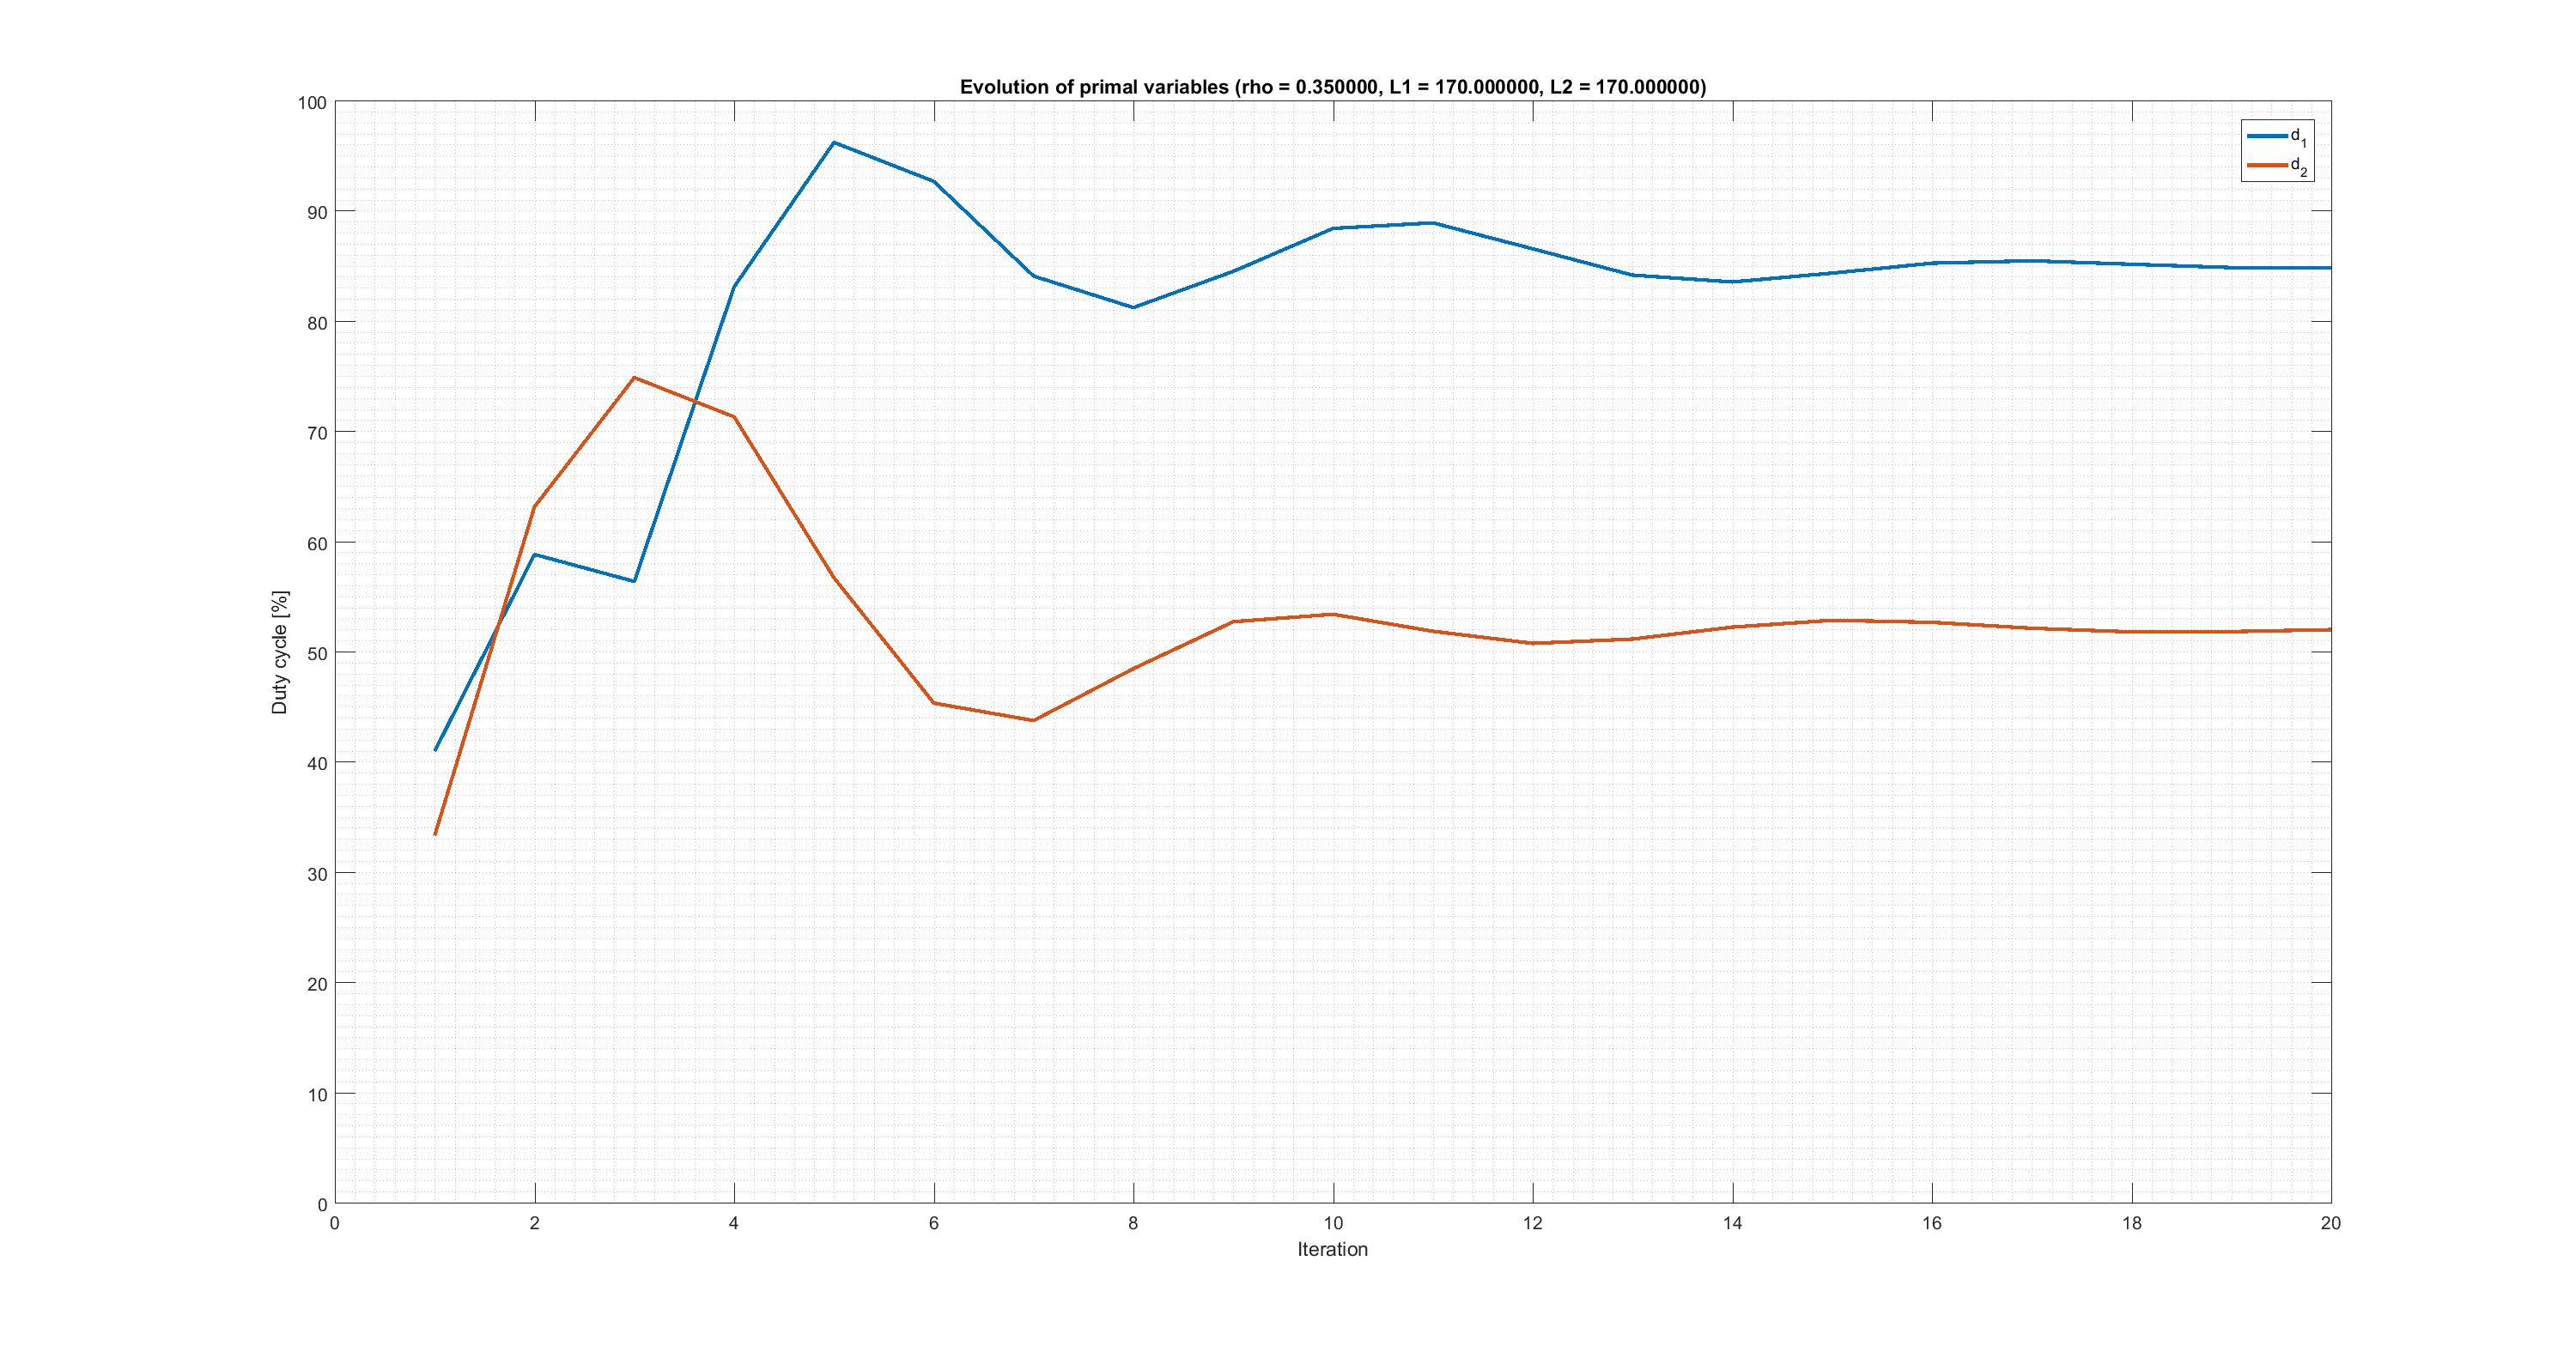 Evolution of primal variables (rho = 0.350000, L1 = 170.000000, L2 = 170.000000)
d1
d2
100
90
80
70
60
50
40
30
20
10
0
Duty cycle [%]
0 2 4 6 8 10 12 14 16 18 20
Iteration